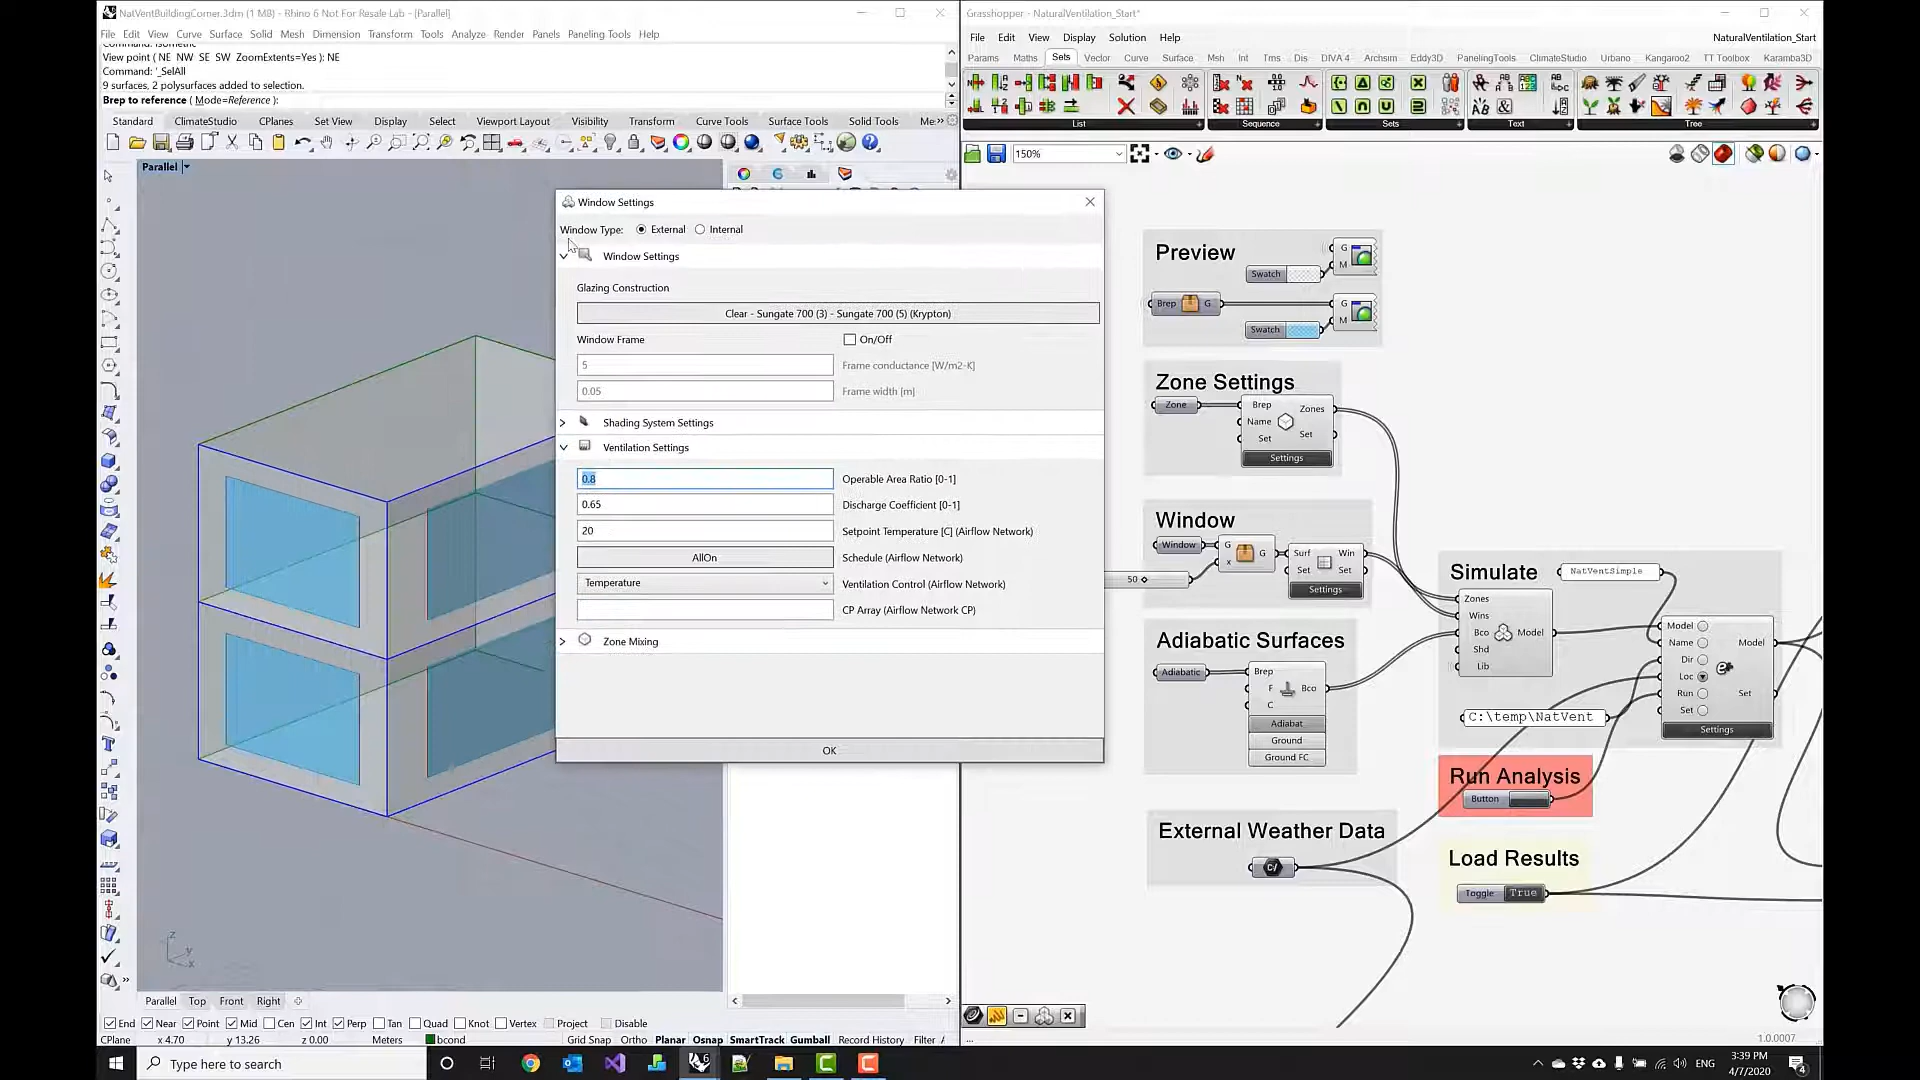 NatVentBuildingCorner.3dm (1 MB) - Rhino 6 Not For Resale Lab - [Parallel]
File Edit View Curve Surface Solid Mesh Dimension Transform Tools Analyze Render Panels Paneling Tools Help
View point ( NE NW SE SW ZoomExtents=Yes ): NE
Command: '_SelAll
9 surfaces, 2 polysurfaces added to selection.
Brep to reference ( Mode=Reference ):
Standard ClimateStudio CPlanes Set View Display Select Viewport Layout Visibility Transform Curve Tools Surface Tools Solid Tools Me
Parallel
Window Settings
Window Type: External Internal
Window Settings
Glazing Construction
Clear - Sungate 700 (3) - Sungate 700 (5) (Krypton)
Window Frame On/Off
5 Frame conductance [W/m2-K]
0.05 Frame width [m]
Shading System Settings
Ventilation Settings
0.8 Operable Area Ratio [0-1]
0.65 Discharge Coefficient [0-1]
20 Setpoint Temperature [C] (Airflow Network)
AllOn Schedule (Airflow Network)
Temperature Ventilation Control (Airflow Network)
CP Array (Airflow Network CP)
Zone Mixing
OK
Parallel Top Front Right
End Near Point Mid Cen Int Perp Tan Quad Knot Vertex Project Disable
CPlane x 4.70 y 13.26 z 0.00 Meters bcond Grid Snap Ortho Planar Osnap SmartTrack Gumball Record History Filter
Grasshopper - NaturalVentilation_Start*
File Edit View Display Solution Help NaturalVentilation_Start
Params Maths Sets Vector Curve Surface Msh Int Trns Dis DIVA 4 Archsim Eddy3D PanelingTools ClimateStudio Urbano Kangaroo2 TT Toolbox Karamba3D
List Sequence Sets Text Tree
150%
Preview
Swatch G M
Brep G
Swatch G M
Zone Settings
Zone Brep Name Set Zones Set
Settings
Window
Window G x G Surf Set Win Set
50
Settings
Adiabatic Surfaces
Adiabatic Brep F C Bco
Adiabat
Ground
Ground FC
Simulate NatVentSimple
Zones Wins Bco Shd Lib Model
Model Name Dir Loc Run Set Model Set
Settings
C:\temp\NatVent
Run Analysis
Button
External Weather Data
Load Results
Toggle True
1.0.0007
Type here to search
ENG
3:39 PM
4/7/2020
4